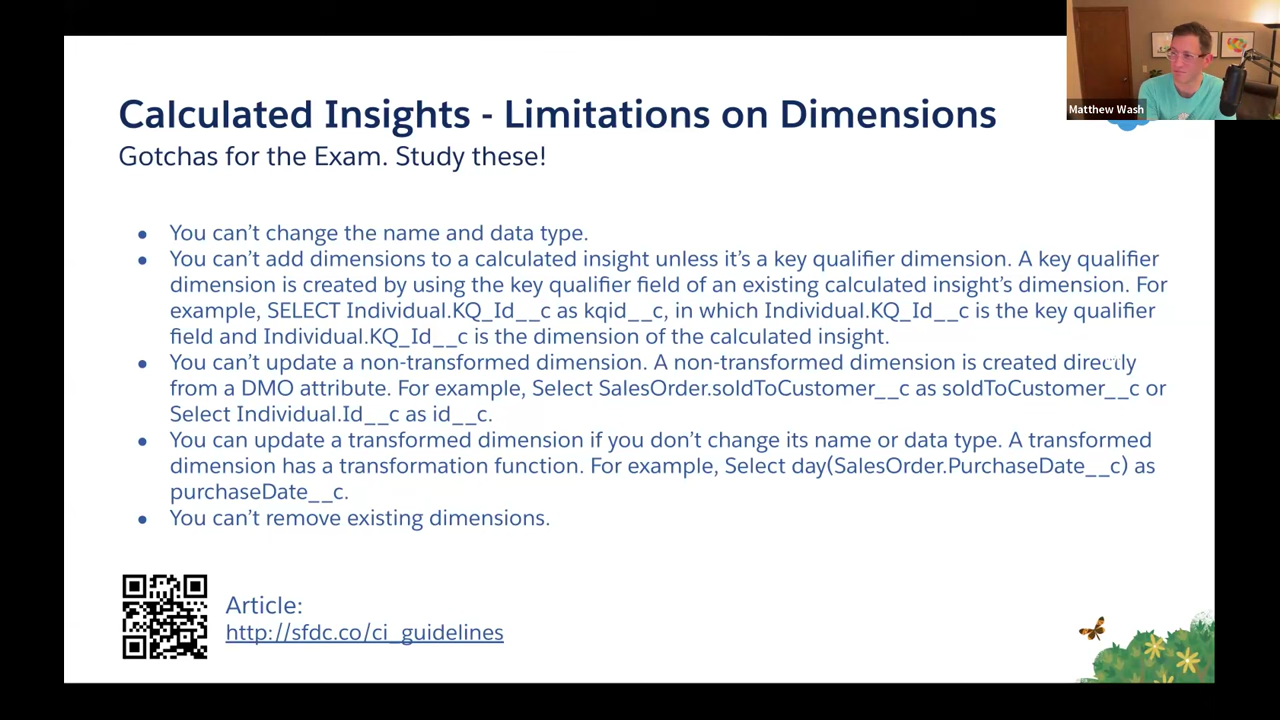 Matthew Wash
Calculated Insights - Limitations on Dimensions
Gotchas for the Exam. Study these!
● You can’t change the name and data type.
● You can’t add dimensions to a calculated insight unless it’s a key qualifier dimension. A key qualifier
dimension is created by using the key qualifier field of an existing calculated insight’s dimension. For
example, SELECT Individual.KQ_Id__c as kqid__c, in which Individual.KQ_Id__c is the key qualifier
field and Individual.KQ_Id__c is the dimension of the calculated insight.
● You can’t update a non-transformed dimension. A non-transformed dimension is created directly
from a DMO attribute. For example, Select SalesOrder.soldToCustomer__c as soldToCustomer__c or
Select Individual.Id__c as id__c.
● You can update a transformed dimension if you don’t change its name or data type. A transformed
dimension has a transformation function. For example, Select day(SalesOrder.PurchaseDate__c) as
purchaseDate__c.
● You can’t remove existing dimensions.
Article:
http://sfdc.co/ci_guidelines